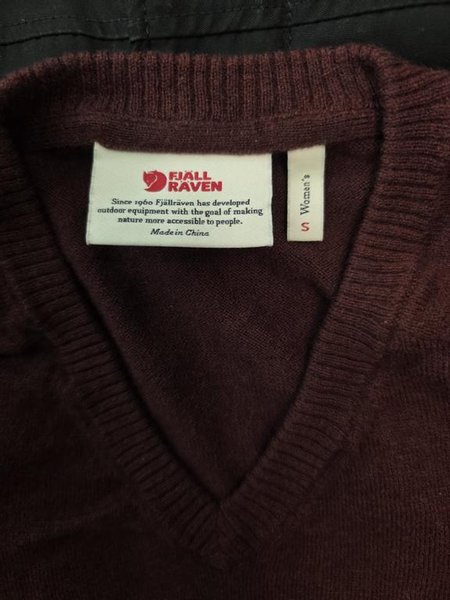 FJÄLL
RÄVEN
Since 1960 Fjällräven has developed
outdoor equipment with the goal of making
nature more accessible to people.
Made in China
Women's
S